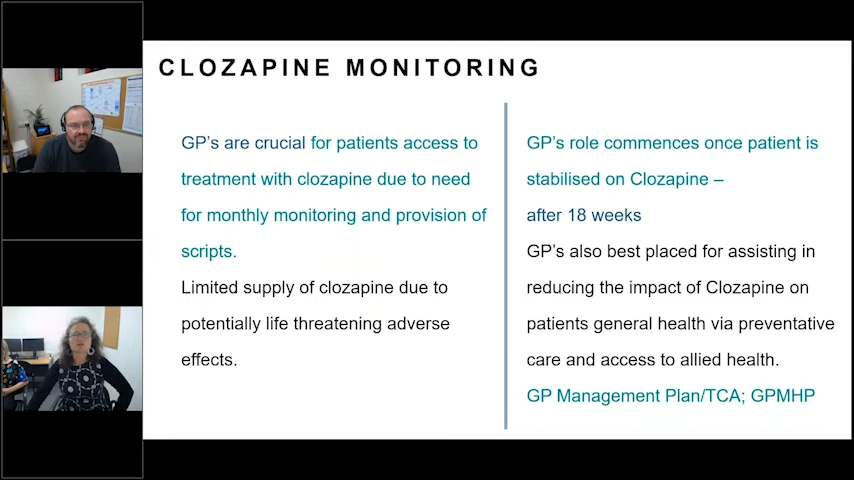 CLOZAPINE MONITORING
GP's are crucial for patients access to
treatment with clozapine due to need
for monthly monitoring and provision of
scripts.
Limited supply of clozapine due to
potentially life threatening adverse
effects.
GP's role commences once patient is
stabilised on Clozapine –
after 18 weeks
GP's also best placed for assisting in
reducing the impact of Clozapine on
patients general health via preventative
care and access to allied health.
GP Management Plan/TCA; GPMHP